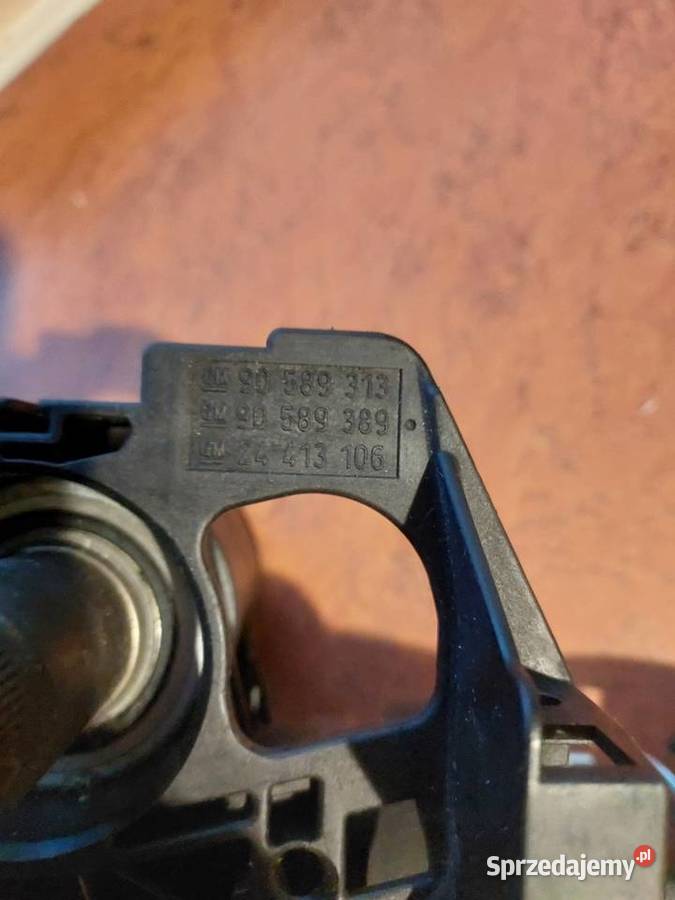 GM 90 589 313
GM 90 589 389
GM 24 413 106
Sprzedajemy.pl